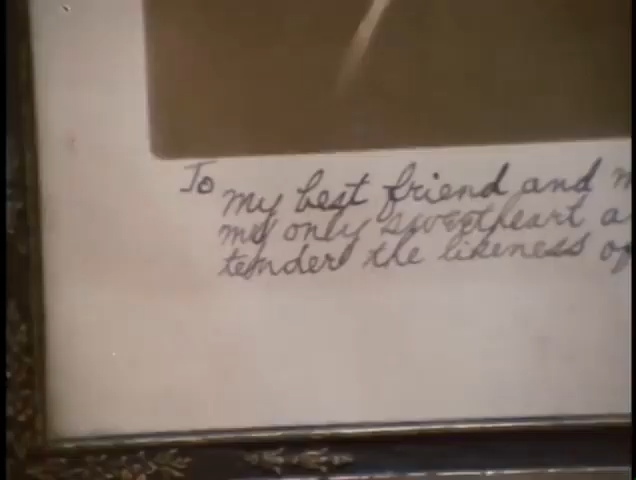 To my best friend and
my only sweetheart a
tender the likeness of